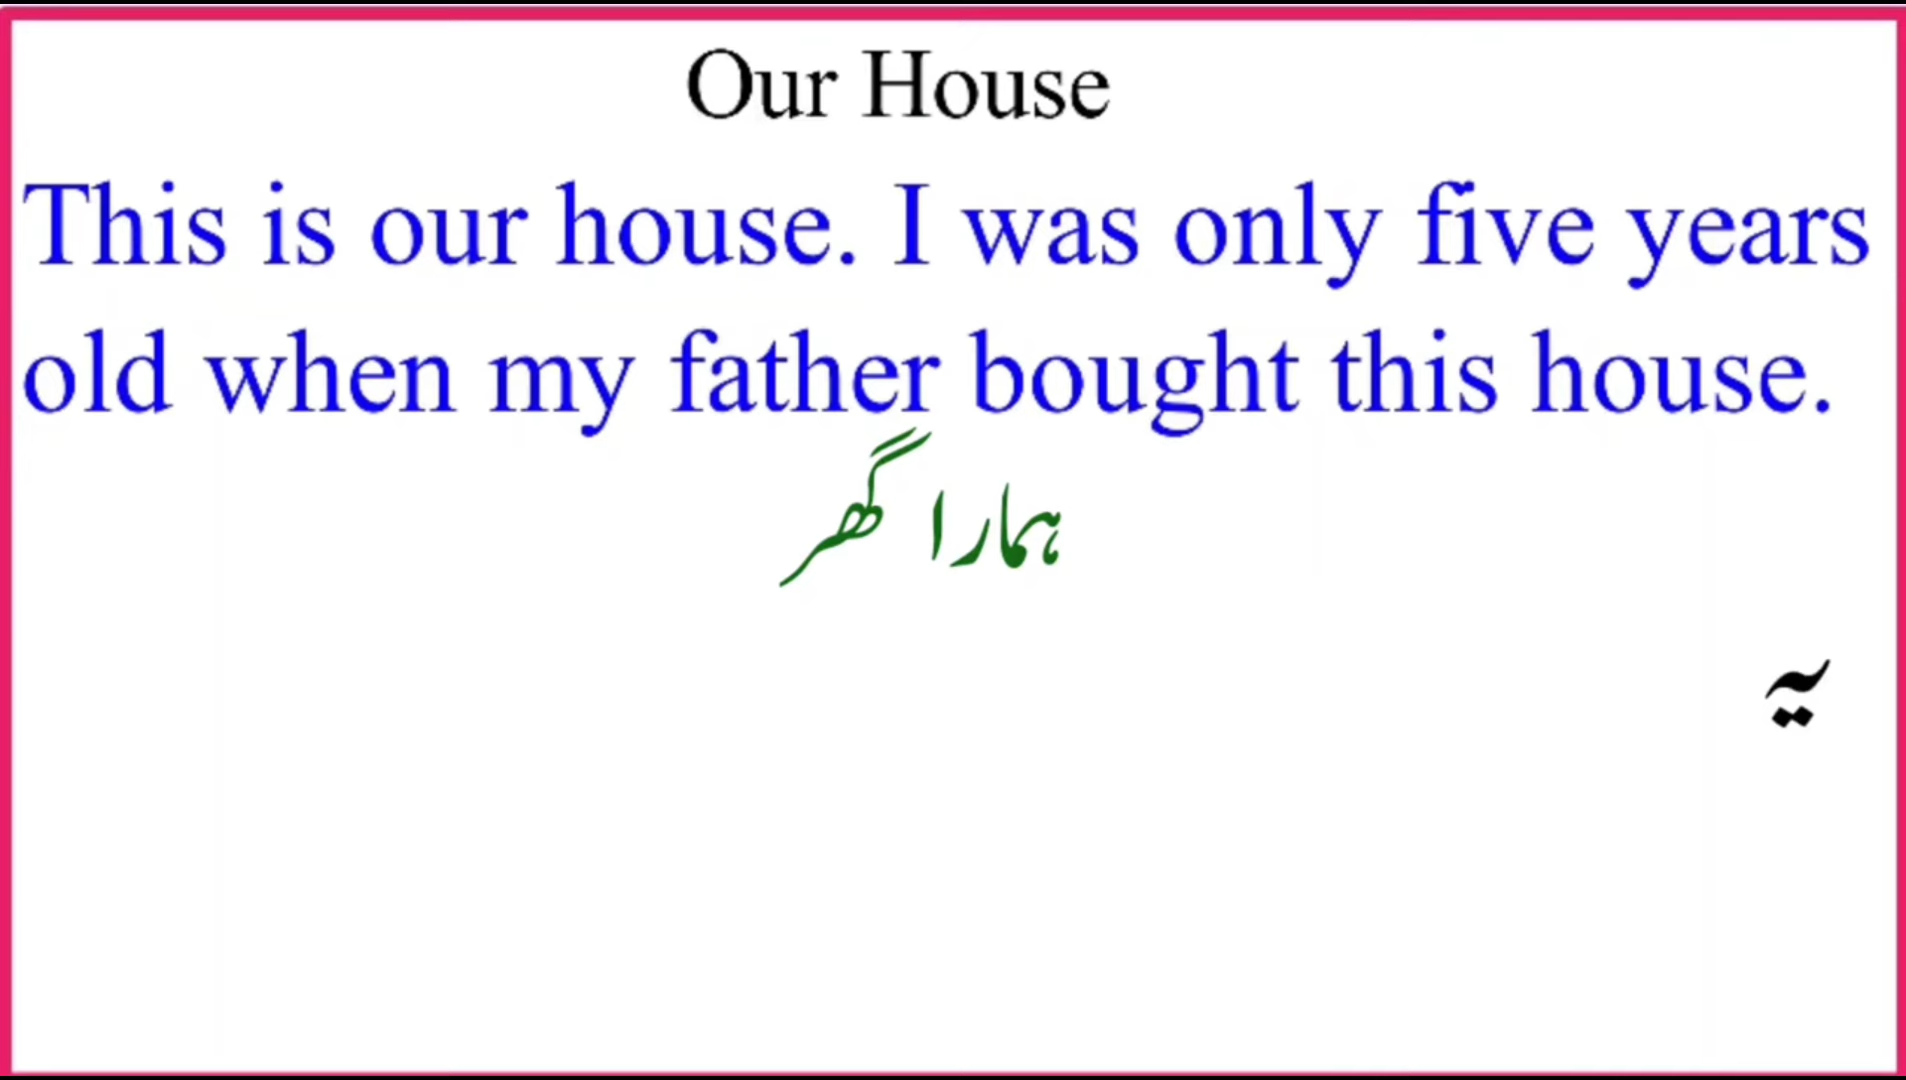 Our House
This is our house. I was only five years
old when my father bought this house.
ہمارا گھر
یہ